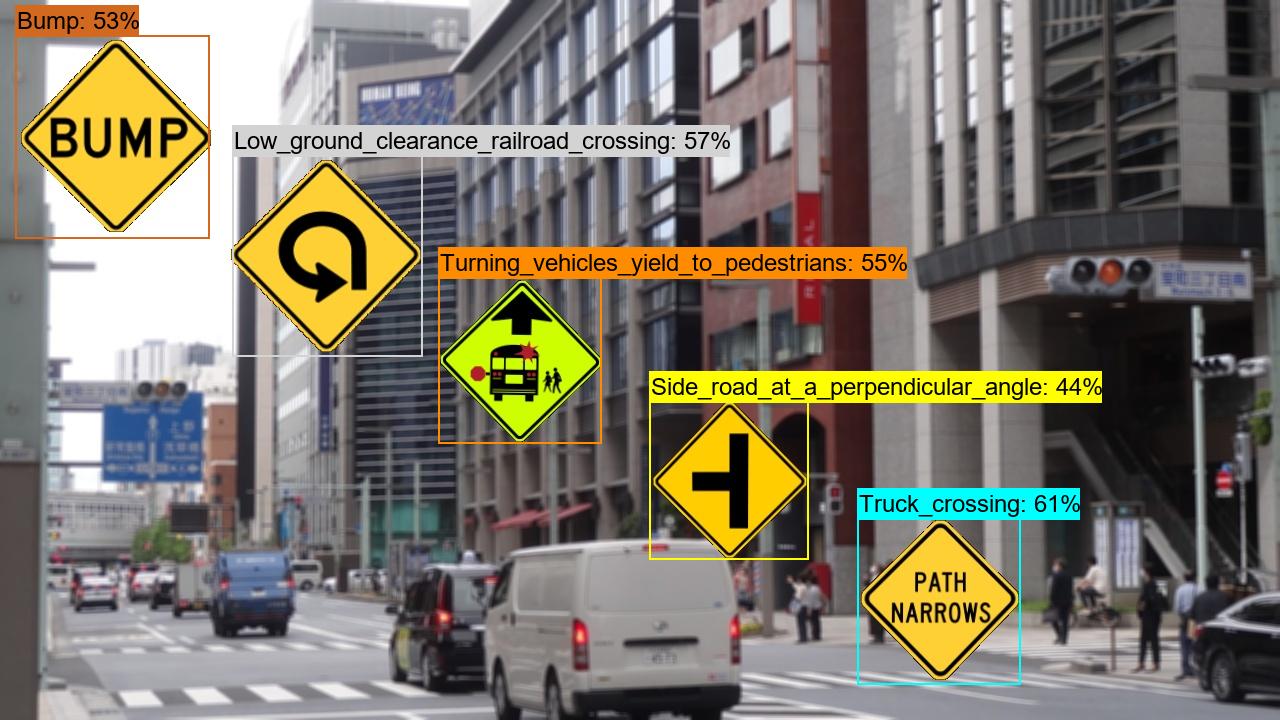 Bump: 53%
BUMP
Low_ground_clearance_railroad_crossing: 57%
Turning_vehicles_yield_to_pedestrians: 55%
Side_road_at_a_perpendicular_angle: 44%
Truck_crossing: 61%
PATH
NARROWS